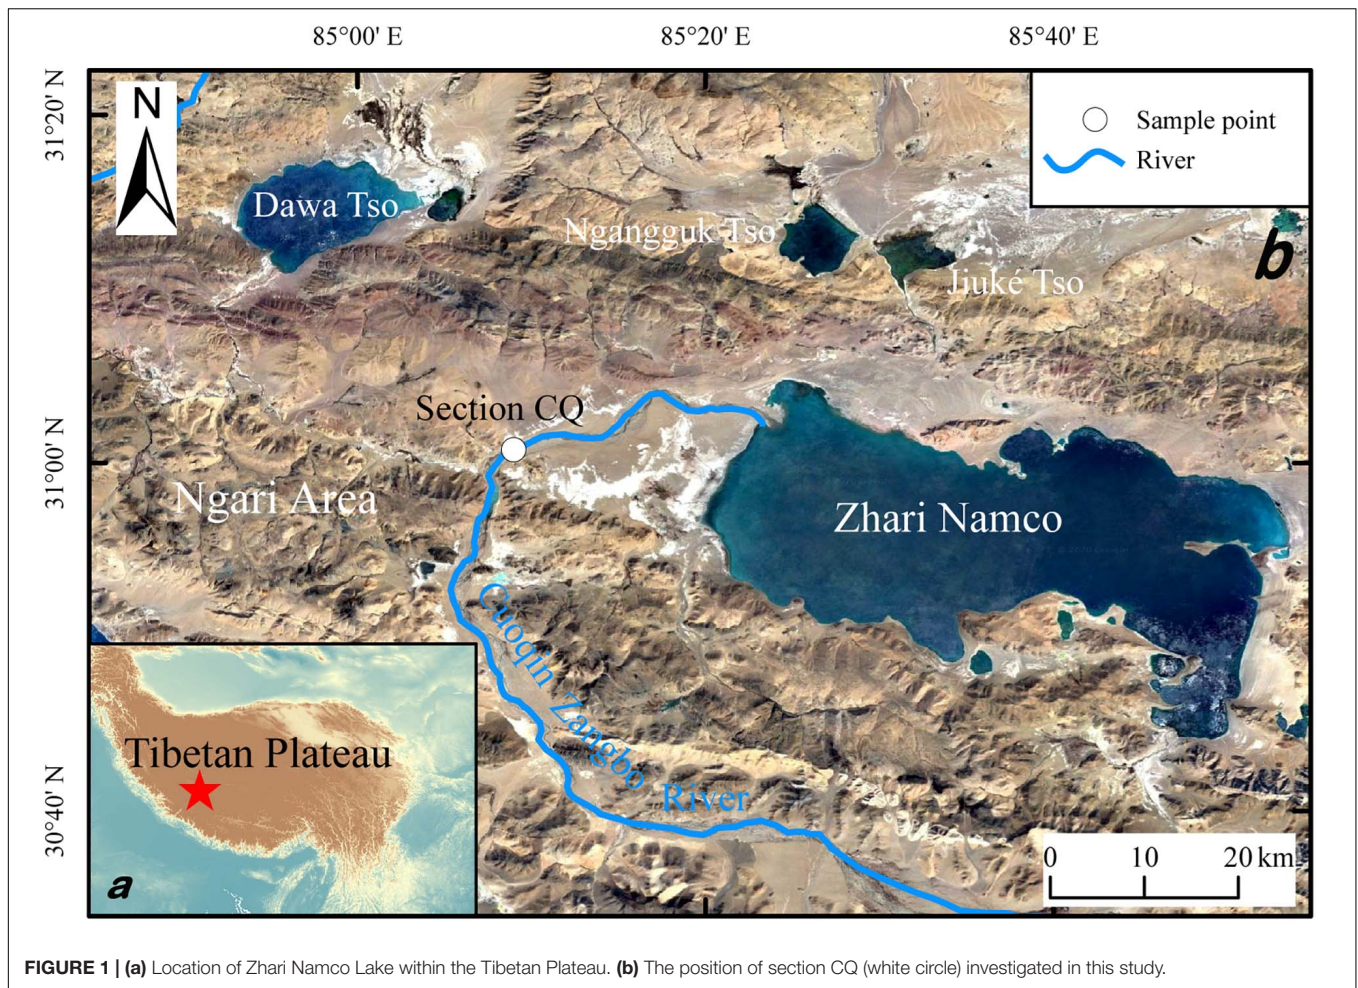 85°00' E 85°20' E 85°40' E
31°20' N
N
Sample point
River
Dawa Tso
Ngangguk Tso
b
Jiuké Tso
Section CQ
31°00' N
Ngari Area
Zhari Namco
Cuoqin Zangbo River
Tibetan Plateau
30°40' N
a
0 10 20 km
FIGURE 1 | (a) Location of Zhari Namco Lake within the Tibetan Plateau. (b) The position of section CQ (white circle) investigated in this study.